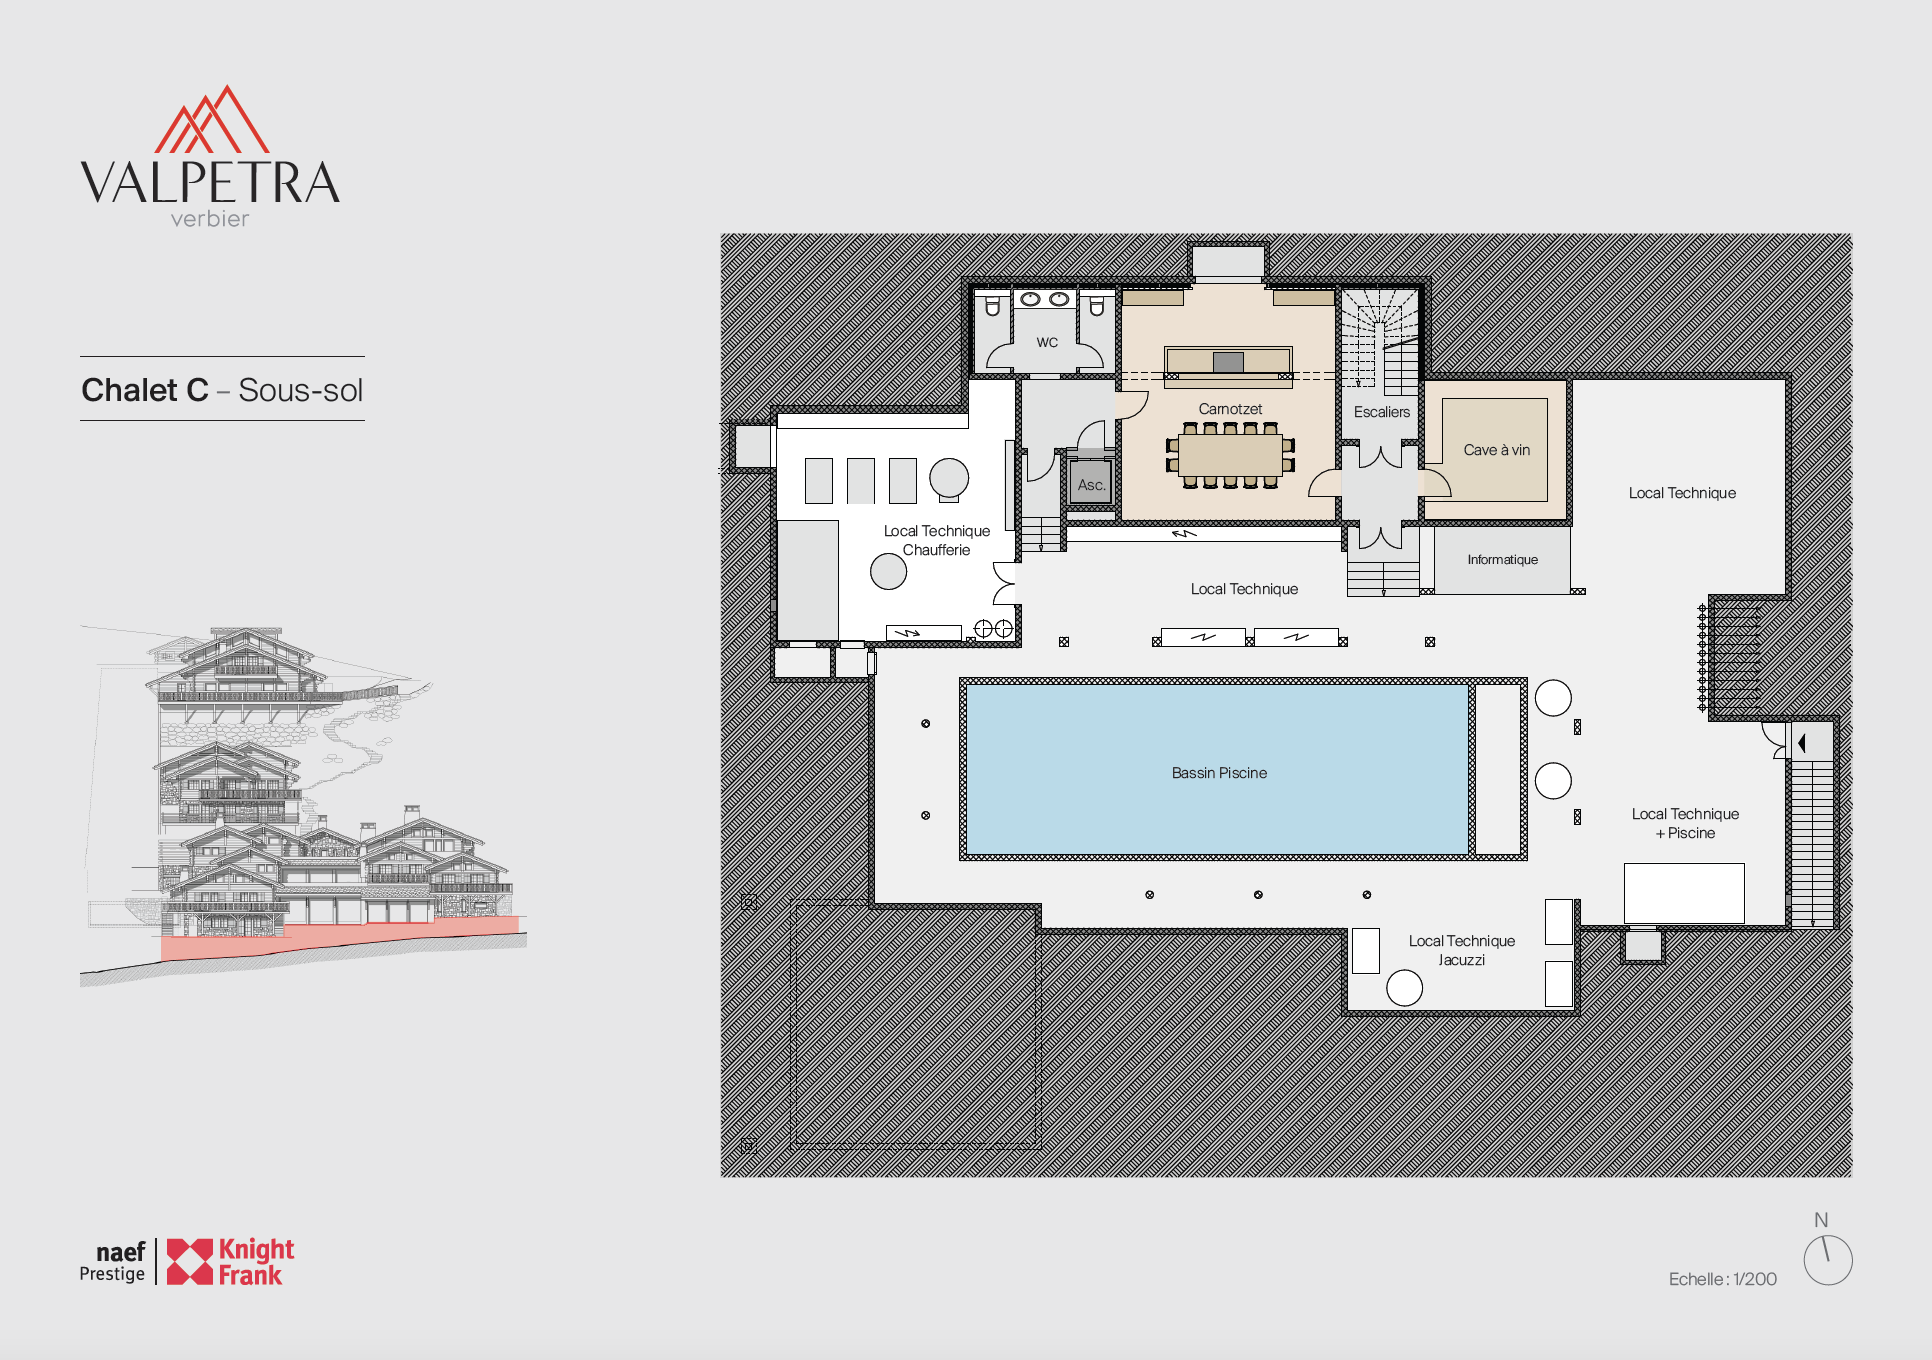 VALPETRA
verbier
Chalet C – Sous-sol
WC
Carnotzet
Escaliers
Cave à vin
Asc.
Local Technique
Local Technique
Chaufferie
Informatique
Local Technique
Bassin Piscine
Local Technique
+ Piscine
Local Technique
Jacuzzi
naef
Prestige
Knight
Frank
N
Echelle : 1/200